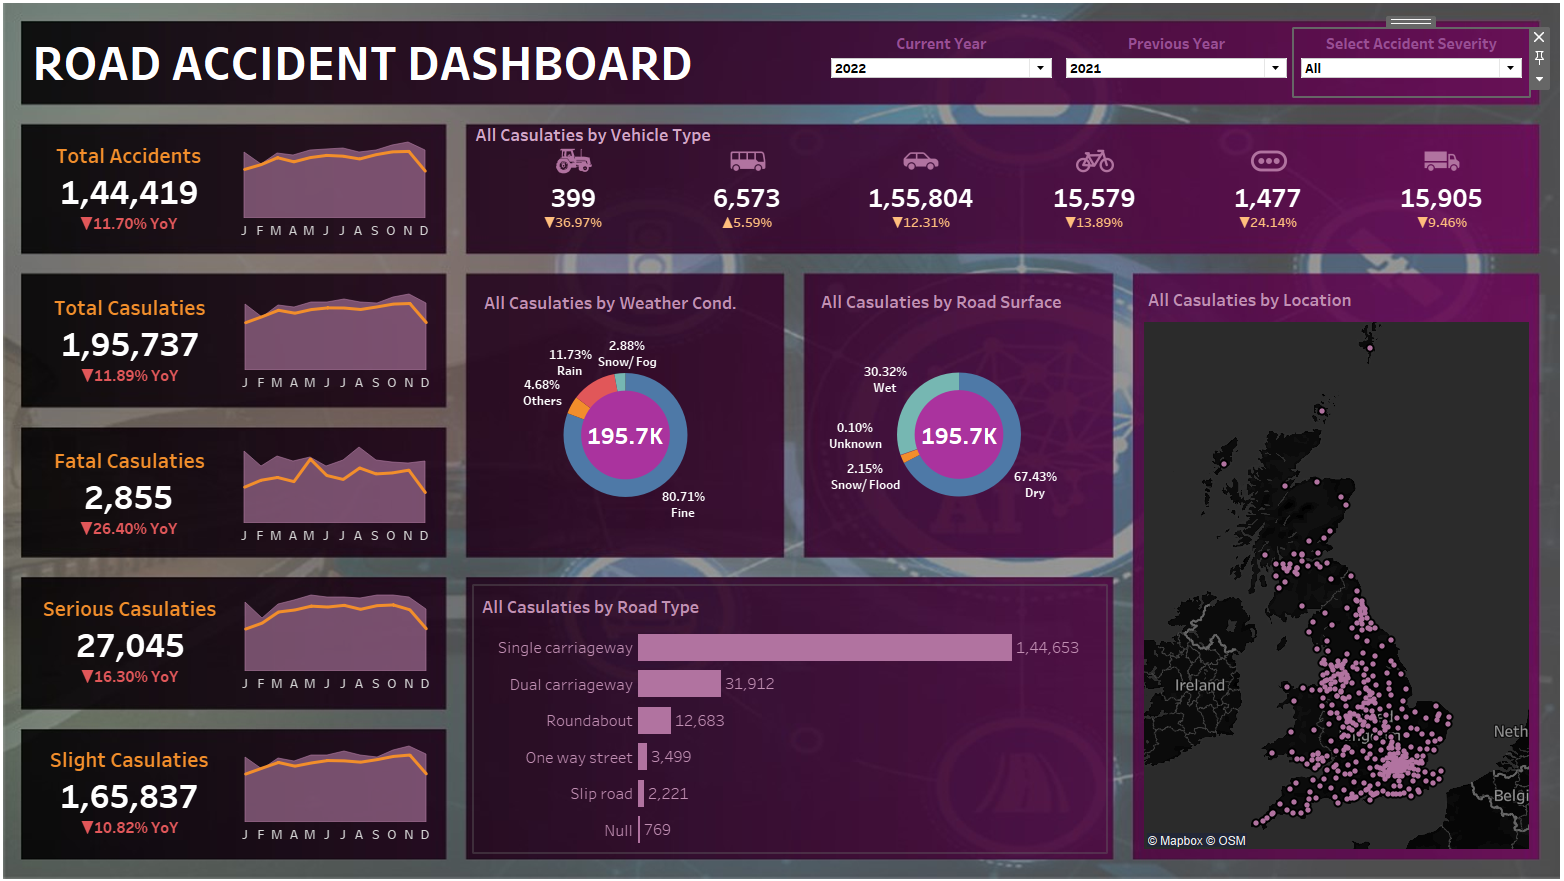 ROAD ACCIDENT DASHBOARD
Current Year
2022
Previous Year
2021
Select Accident Severity
All
Total Accidents
1,44,419
▼11.70% YoY
J F M A M J J A S O N D
Total Casulaties
1,95,737
▼11.89% YoY
J F M A M J J A S O N D
Fatal Casulaties
2,855
▼26.40% YoY
J F M A M J J A S O N D
Serious Casulaties
27,045
▼16.30% YoY
J F M A M J J A S O N D
Slight Casulaties
1,65,837
▼10.82% YoY
J F M A M J J A S O N D
All Casulaties by Vehicle Type
399
▼36.97%
6,573
▲5.59%
1,55,804
▼12.31%
15,579
▼13.89%
1,477
▼24.14%
15,905
▼9.46%
All Casulaties by Weather Cond.
2.88%
Snow/ Fog
11.73%
Rain
4.68%
Others
195.7K
80.71%
Fine
All Casulaties by Road Surface
30.32%
Wet
0.10%
Unknown
2.15%
Snow/ Flood
195.7K
67.43%
Dry
All Casulaties by Road Type
Single carriageway 1,44,653
Dual carriageway 31,912
Roundabout 12,683
One way street 3,499
Slip road 2,221
Null 769
All Casulaties by Location
Ireland
Neth
Belgi
© Mapbox © OSM